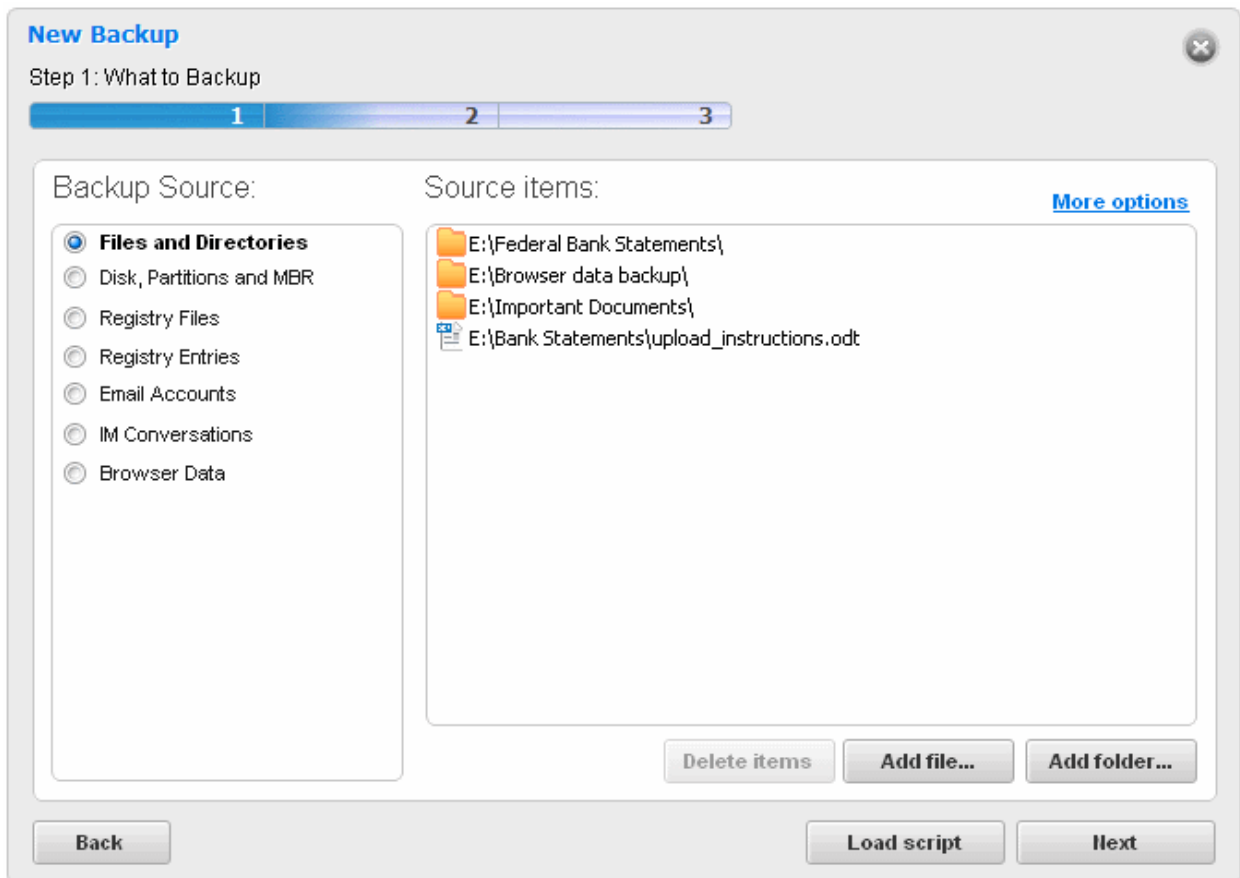 New Backup
Step 1: What to Backup
1 2 3
Backup Source:
Files and Directories
Disk, Partitions and MBR
Registry Files
Registry Entries
Email Accounts
IM Conversations
Browser Data
Source items:
More options
E:\Federal Bank Statements\
E:\Browser data backup\
E:\Important Documents\
E:\Bank Statements\upload_instructions.odt
Delete items Add file... Add folder...
Back Load script Next